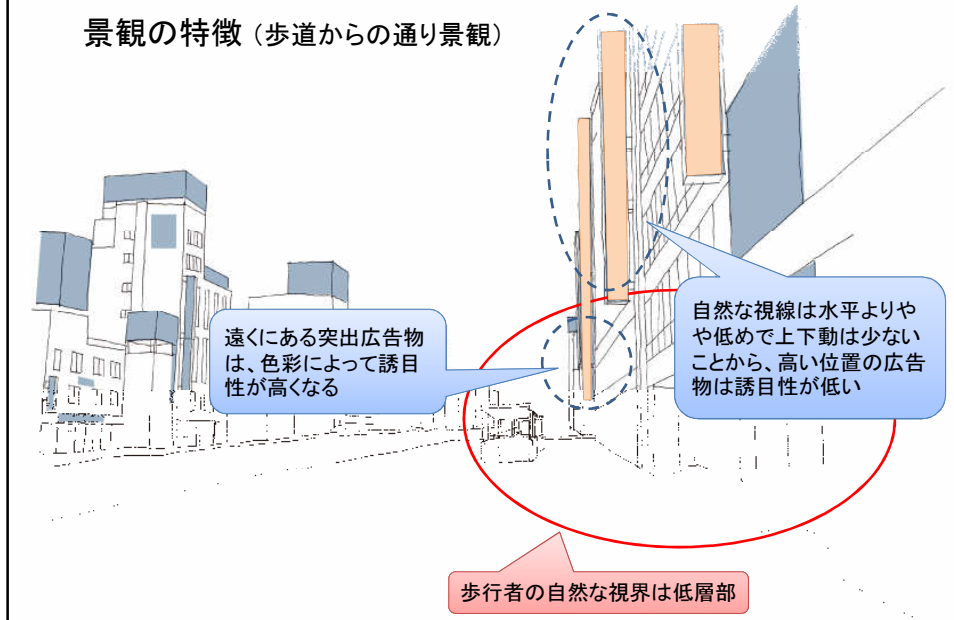 景観の特徴（歩道からの通り景観）
遠くにある突出広告物
は、色彩によって誘目
性が高くなる
自然な視線は水平よりや
や低めで上下動は少ない
ことから、高い位置の広告
物は誘目性が低い
歩行者の自然な視界は低層部